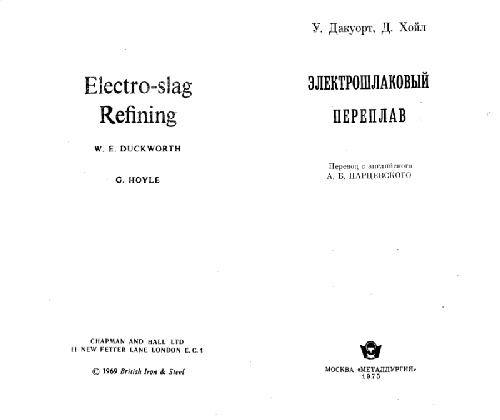 Electro-slag
Refining
W. E. DUCKWORTH
G. HOYLE
CHAPMAN AND HALL LTD
11 NEW FETTER LANE LONDON E.C.4
© 1969 British Iron & Steel
У. Дакуорт, Д. Хойл
ЭЛЕКТРОШЛАКОВЫЙ
ПЕРЕПЛАВ
Перевод с английского
А. Б. ПАРЦЕВСКОГО
МОСКВА «МЕТАЛЛУРГИЯ»
1973